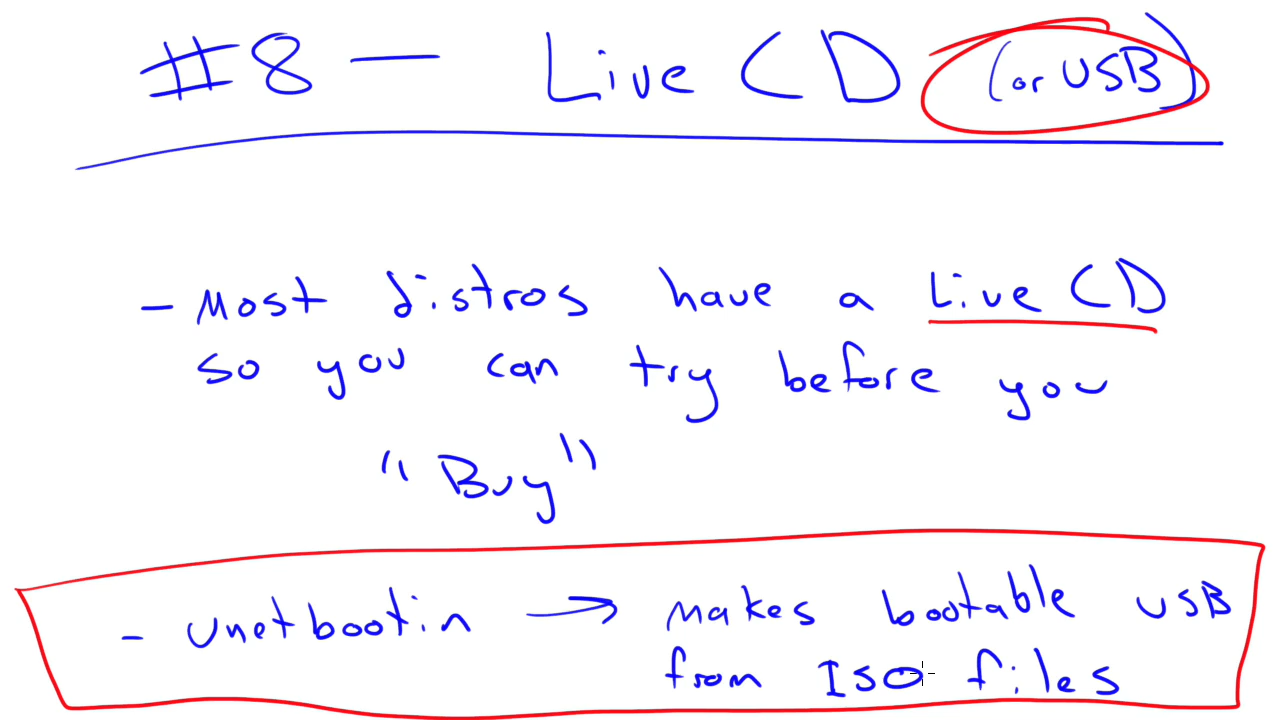 #8 — Live CD (or USB)
- Most distros have a Live CD
so you can try before you
"Buy"
- Unetbootin → makes bootable USB
from ISO files